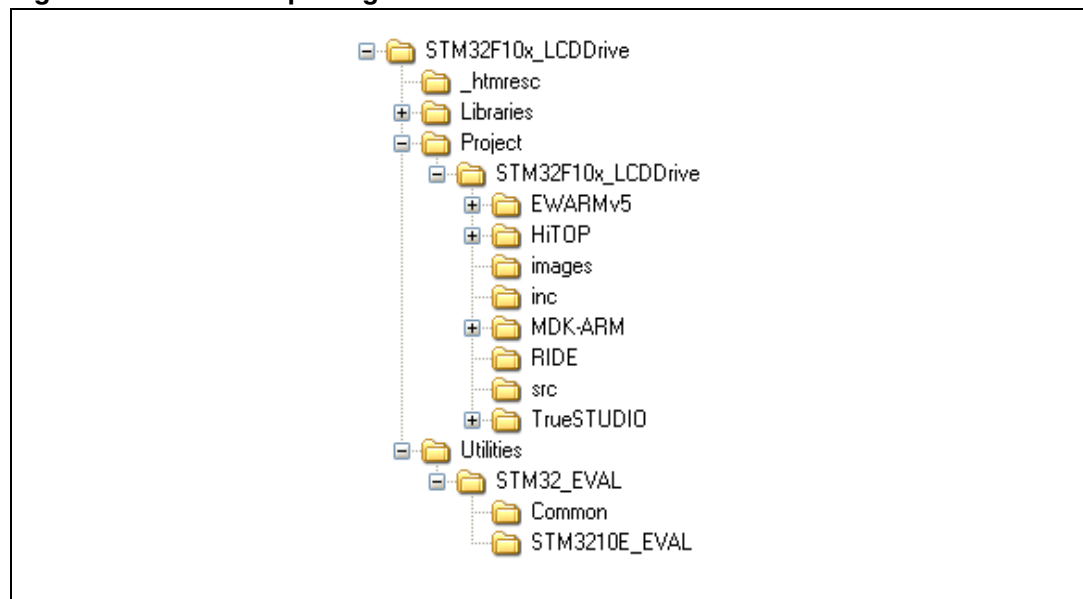 STM32F10x_LCDDrive
_htmresc
Libraries
Project
STM32F10x_LCDDrive
EWARMv5
HiTOP
images
inc
MDK-ARM
RIDE
src
TrueSTUDIO
Utilities
STM32_EVAL
Common
STM3210E_EVAL